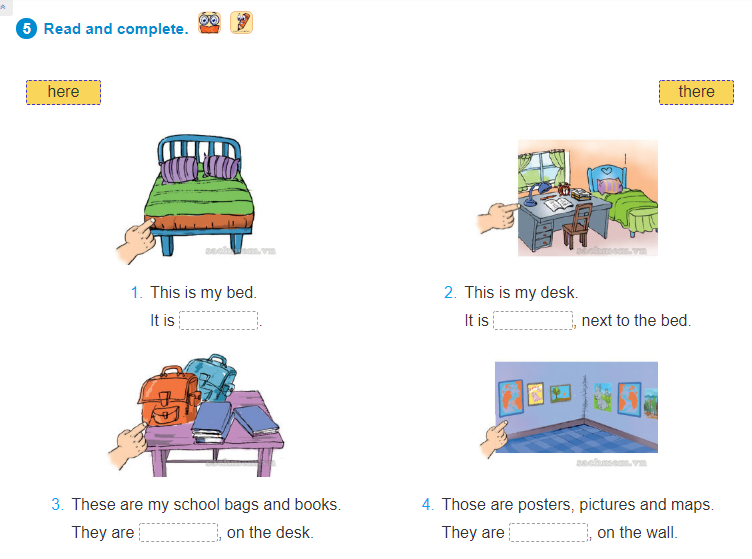 5 Read and complete.
here
there
sachmem.vn
sachmem.vn
1. This is my bed.
It is .
2. This is my desk.
It is , next to the bed.
sachmem.vn
sachmem.vn
3. These are my school bags and books.
They are , on the desk.
4. Those are posters, pictures and maps.
They are , on the wall.